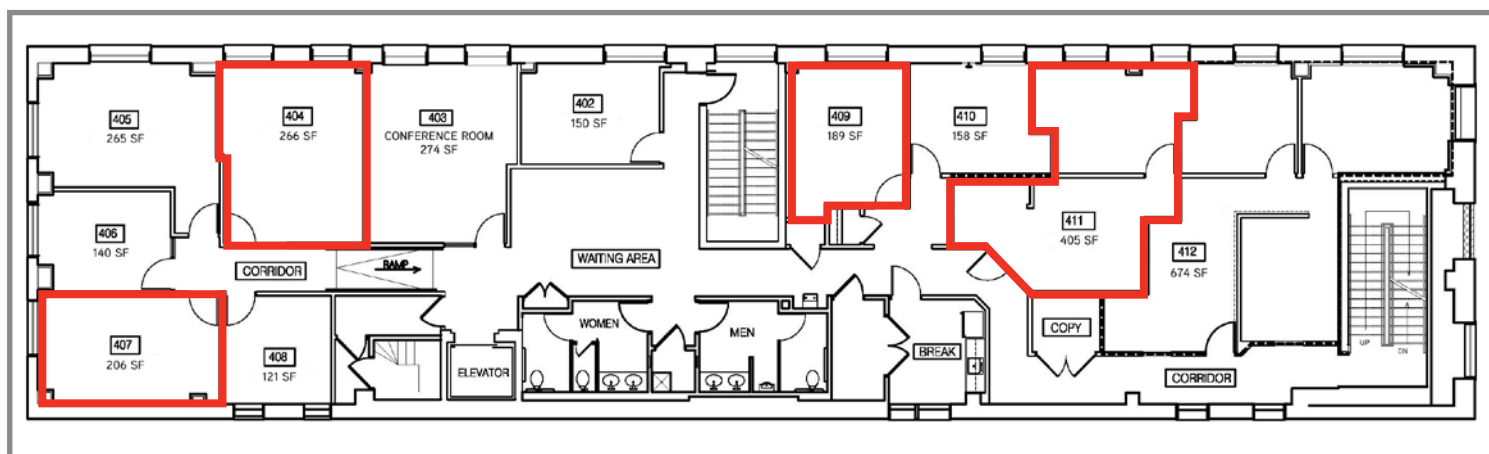 405
265 SF
404
266 SF
403
CONFERENCE ROOM
274 SF
402
150 SF
409
189 SF
410
158 SF
411
405 SF
412
674 SF
406
140 SF
CORRIDOR
RAMP
WAITING AREA
407
206 SF
408
121 SF
ELEVATOR
WOMEN
MEN
BREAK
COPY
CORRIDOR
UP
DN